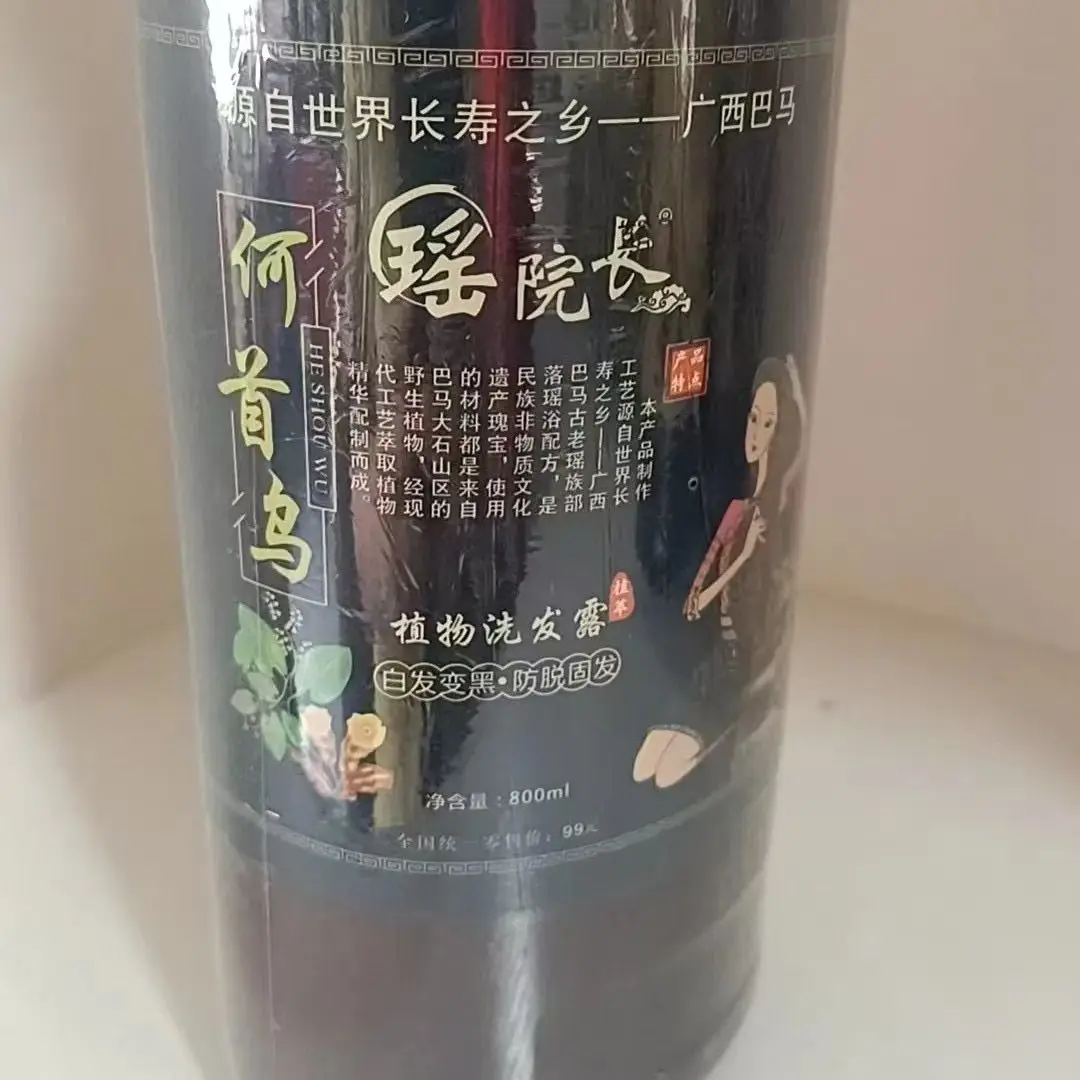 源自世界长寿之乡——广西巴马
何首乌
HE SHOU WU
瑶院长
产品
特点
本产品制作
工艺源自世界长
寿之乡——广西
巴马古老瑶族部
落瑶浴配方，是
民族非物质文化
遗产瑰宝，使用
的材料都是来自
巴马大石山区的
野生植物，经现
代工艺萃取植物
精华配制而成。
植物洗发露
植萃
白发变黑·防脱固发
净含量：800ml
全国统一零售价：99元